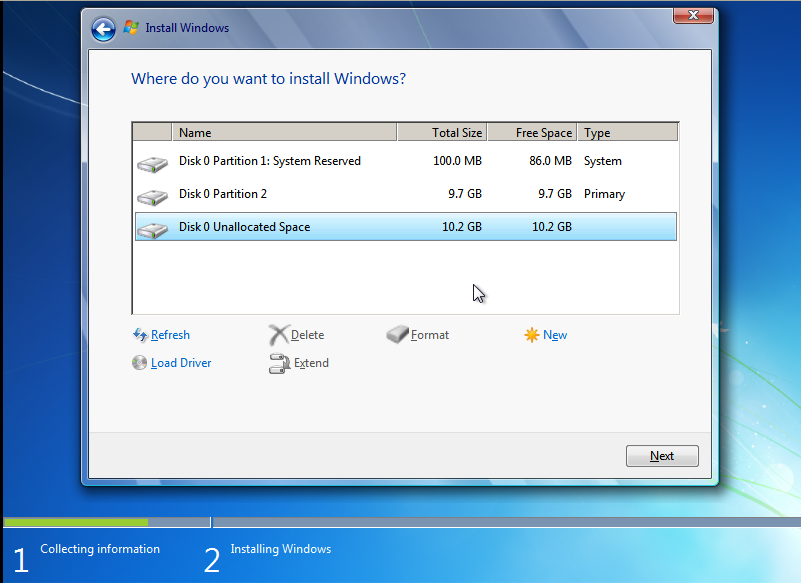 Install Windows
Where do you want to install Windows?
Name Total Size Free Space Type
Disk 0 Partition 1: System Reserved 100.0 MB 86.0 MB System
Disk 0 Partition 2 9.7 GB 9.7 GB Primary
Disk 0 Unallocated Space 10.2 GB 10.2 GB
Refresh Delete Format New
Load Driver Extend
Next
1 Collecting information 2 Installing Windows